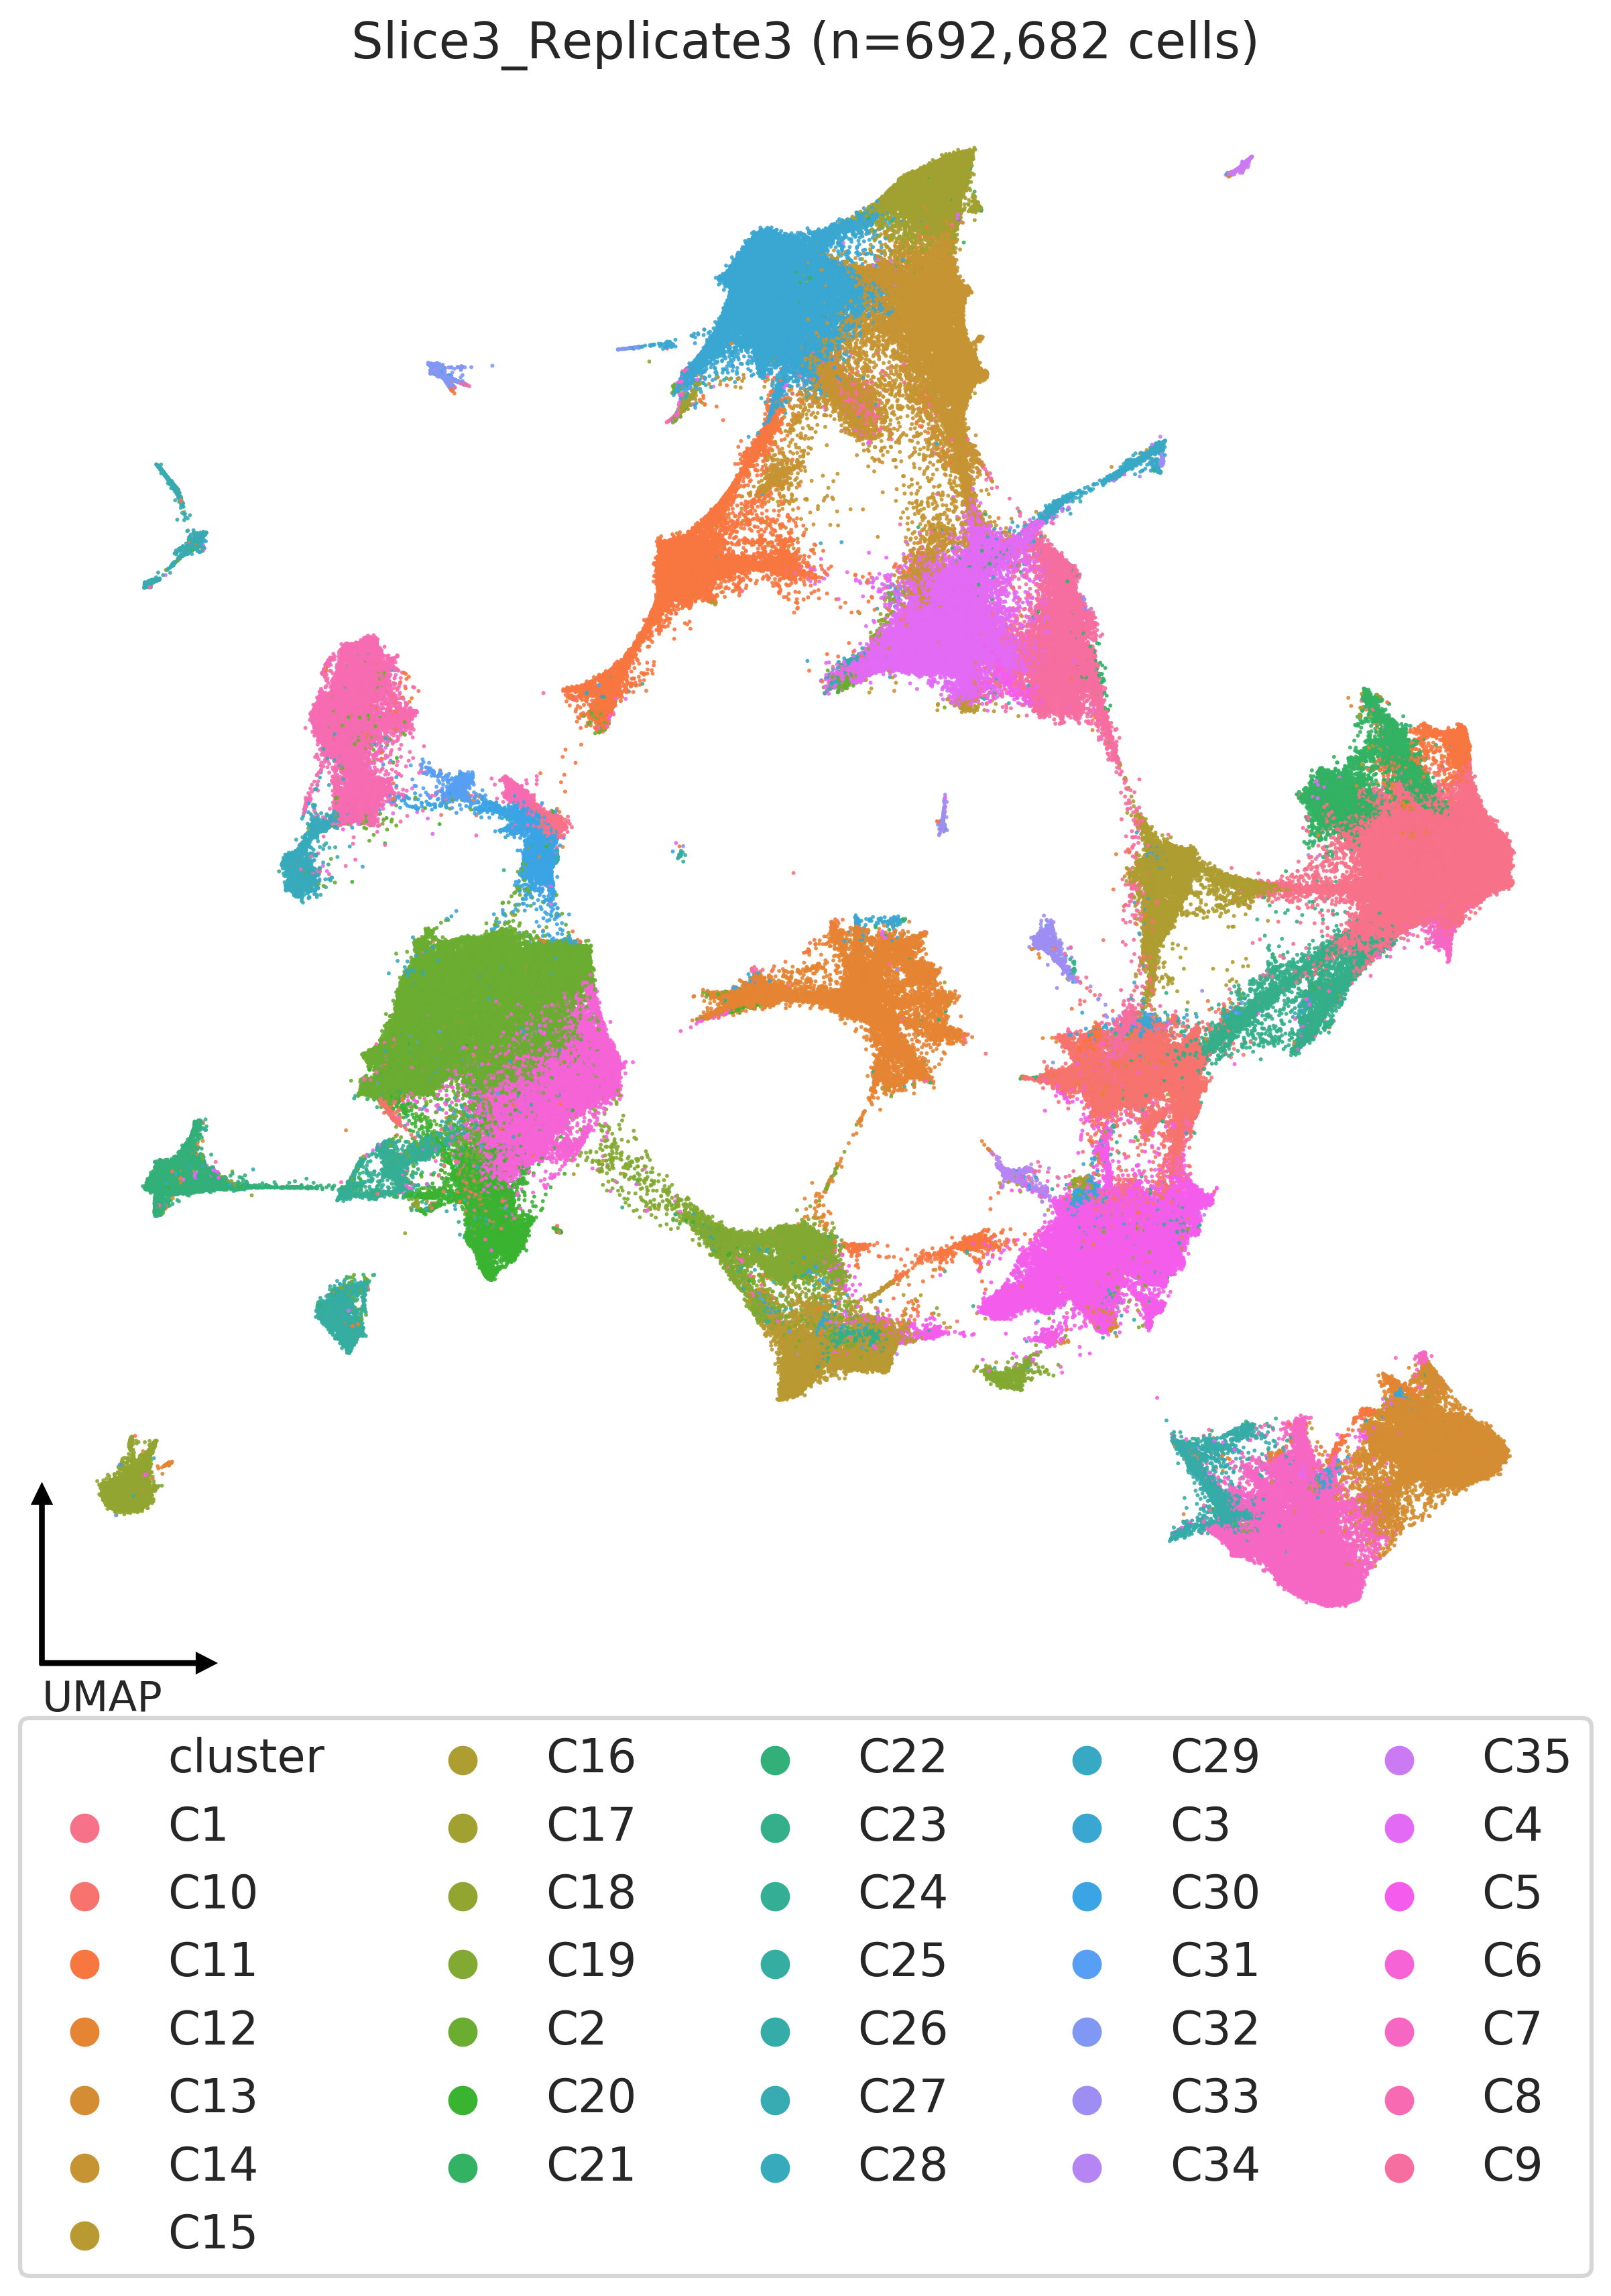 Slice3_Replicate3 (n=692,682 cells)
UMAP
cluster
C1
C10
C11
C12
C13
C14
C15
C16
C17
C18
C19
C2
C20
C21
C22
C23
C24
C25
C26
C27
C28
C29
C3
C30
C31
C32
C33
C34
C35
C4
C5
C6
C7
C8
C9